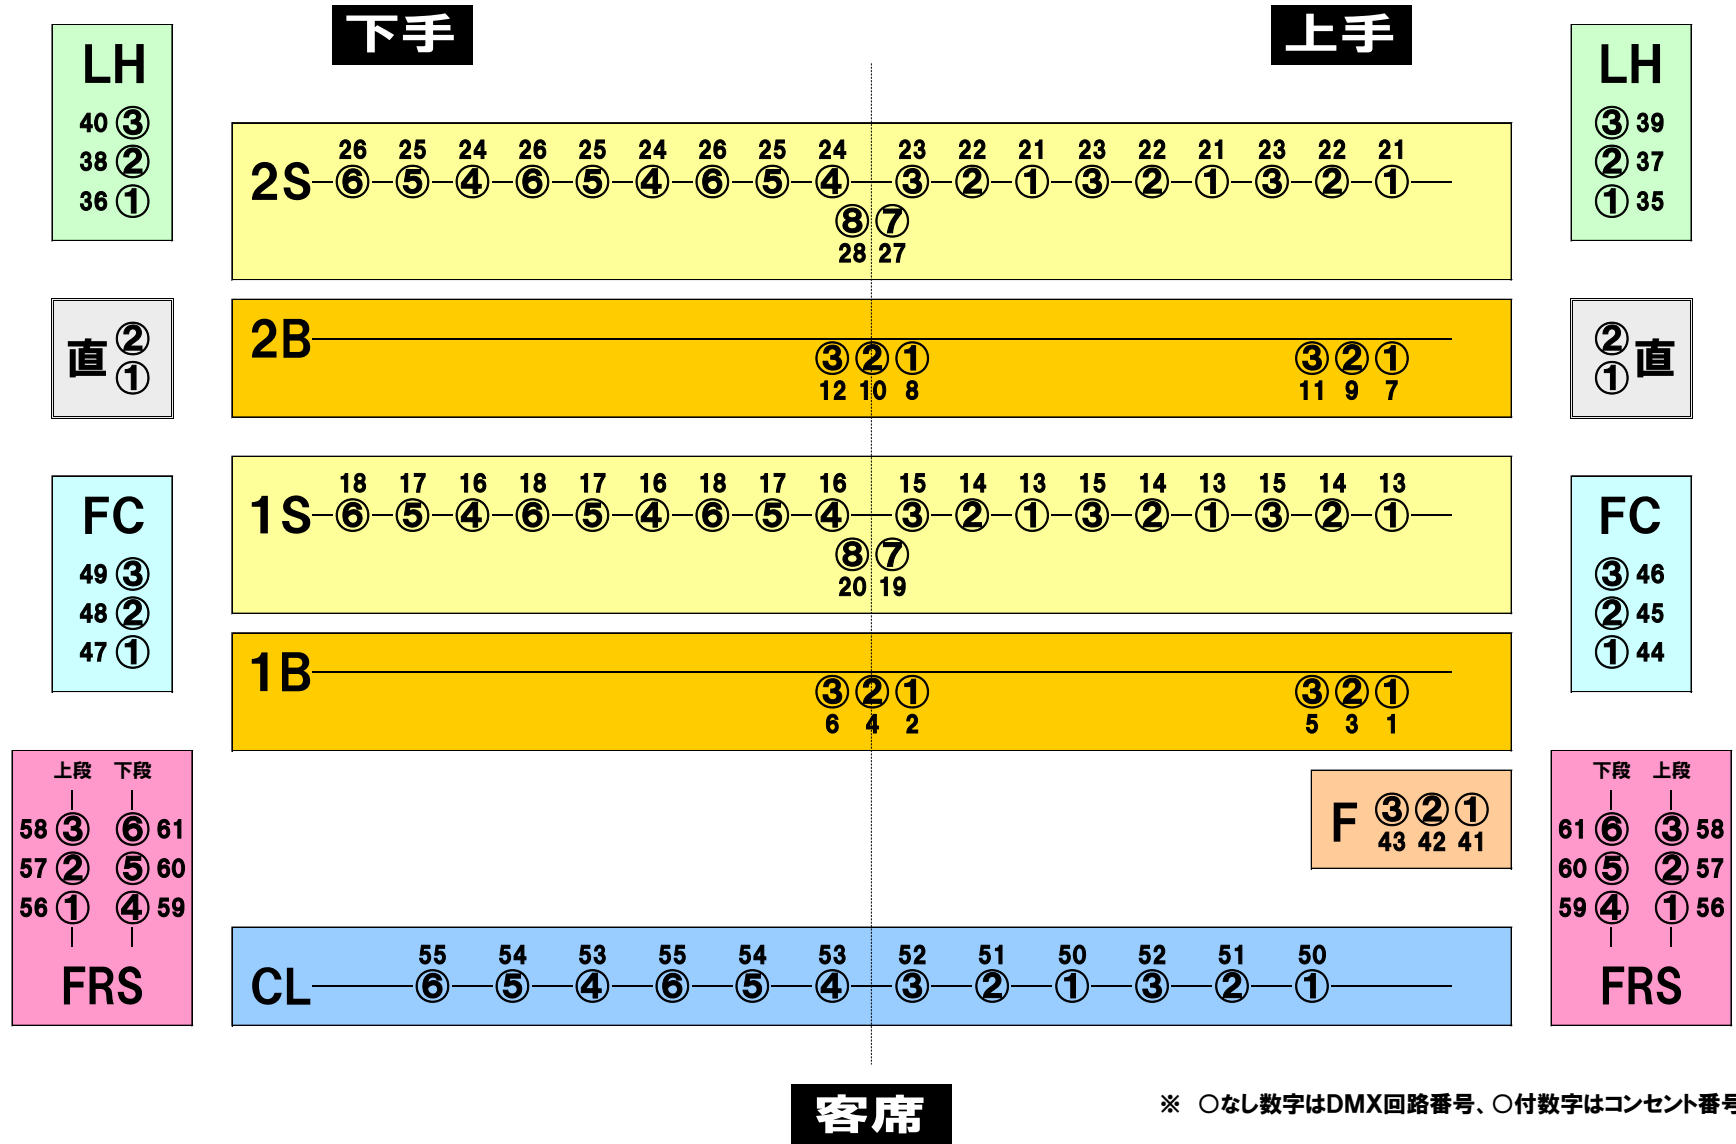 下手
上手
LH
40 ③
38 ②
36 ①
LH
③ 39
② 37
① 35
26 25 24 26 25 24 26 25 24 23 22 21 23 22 21 23 22 21
2S ⑥ ⑤ ④ ⑥ ⑤ ④ ⑥ ⑤ ④ ③ ② ① ③ ② ① ③ ② ①
⑧ ⑦
28 27
直 ②
①
② 直
①
2B
③ ② ① ③ ② ①
12 10 8 11 9 7
FC
49 ③
48 ②
47 ①
FC
③ 46
② 45
① 44
18 17 16 18 17 16 18 17 16 15 14 13 15 14 13 15 14 13
1S ⑥ ⑤ ④ ⑥ ⑤ ④ ⑥ ⑤ ④ ③ ② ① ③ ② ① ③ ② ①
⑧ ⑦
20 19
1B
③ ② ① ③ ② ①
6 4 2 5 3 1
上段 下段
58 ③ ⑥ 61
57 ② ⑤ 60
56 ① ④ 59
FRS
F ③ ② ①
43 42 41
下段 上段
61 ⑥ ③ 58
60 ⑤ ② 57
59 ④ ① 56
FRS
55 54 53 55 54 53 52 51 50 52 51 50
CL ⑥ ⑤ ④ ⑥ ⑤ ④ ③ ② ① ③ ② ①
客席
※ ○なし数字はDMX回路番号、○付数字はコンセント番号